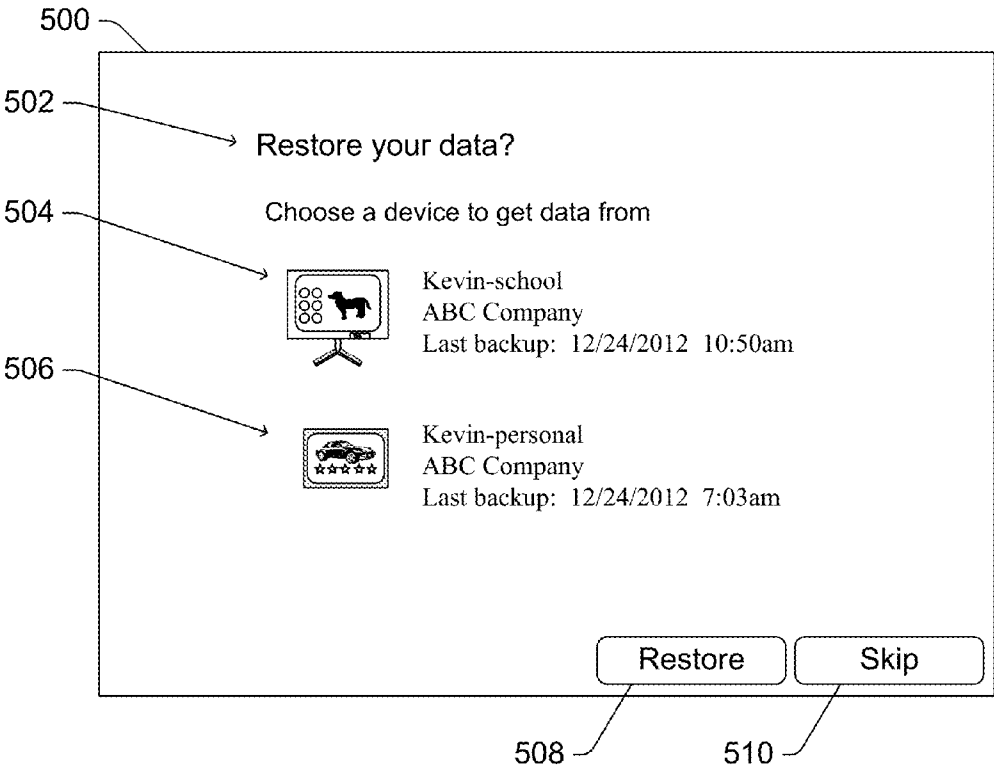 500
502
Restore your data?
504
Choose a device to get data from
Kevin-school
ABC Company
Last backup: 12/24/2012 10:50am
506
Kevin-personal
ABC Company
Last backup: 12/24/2012 7:03am
Restore
Skip
508
510